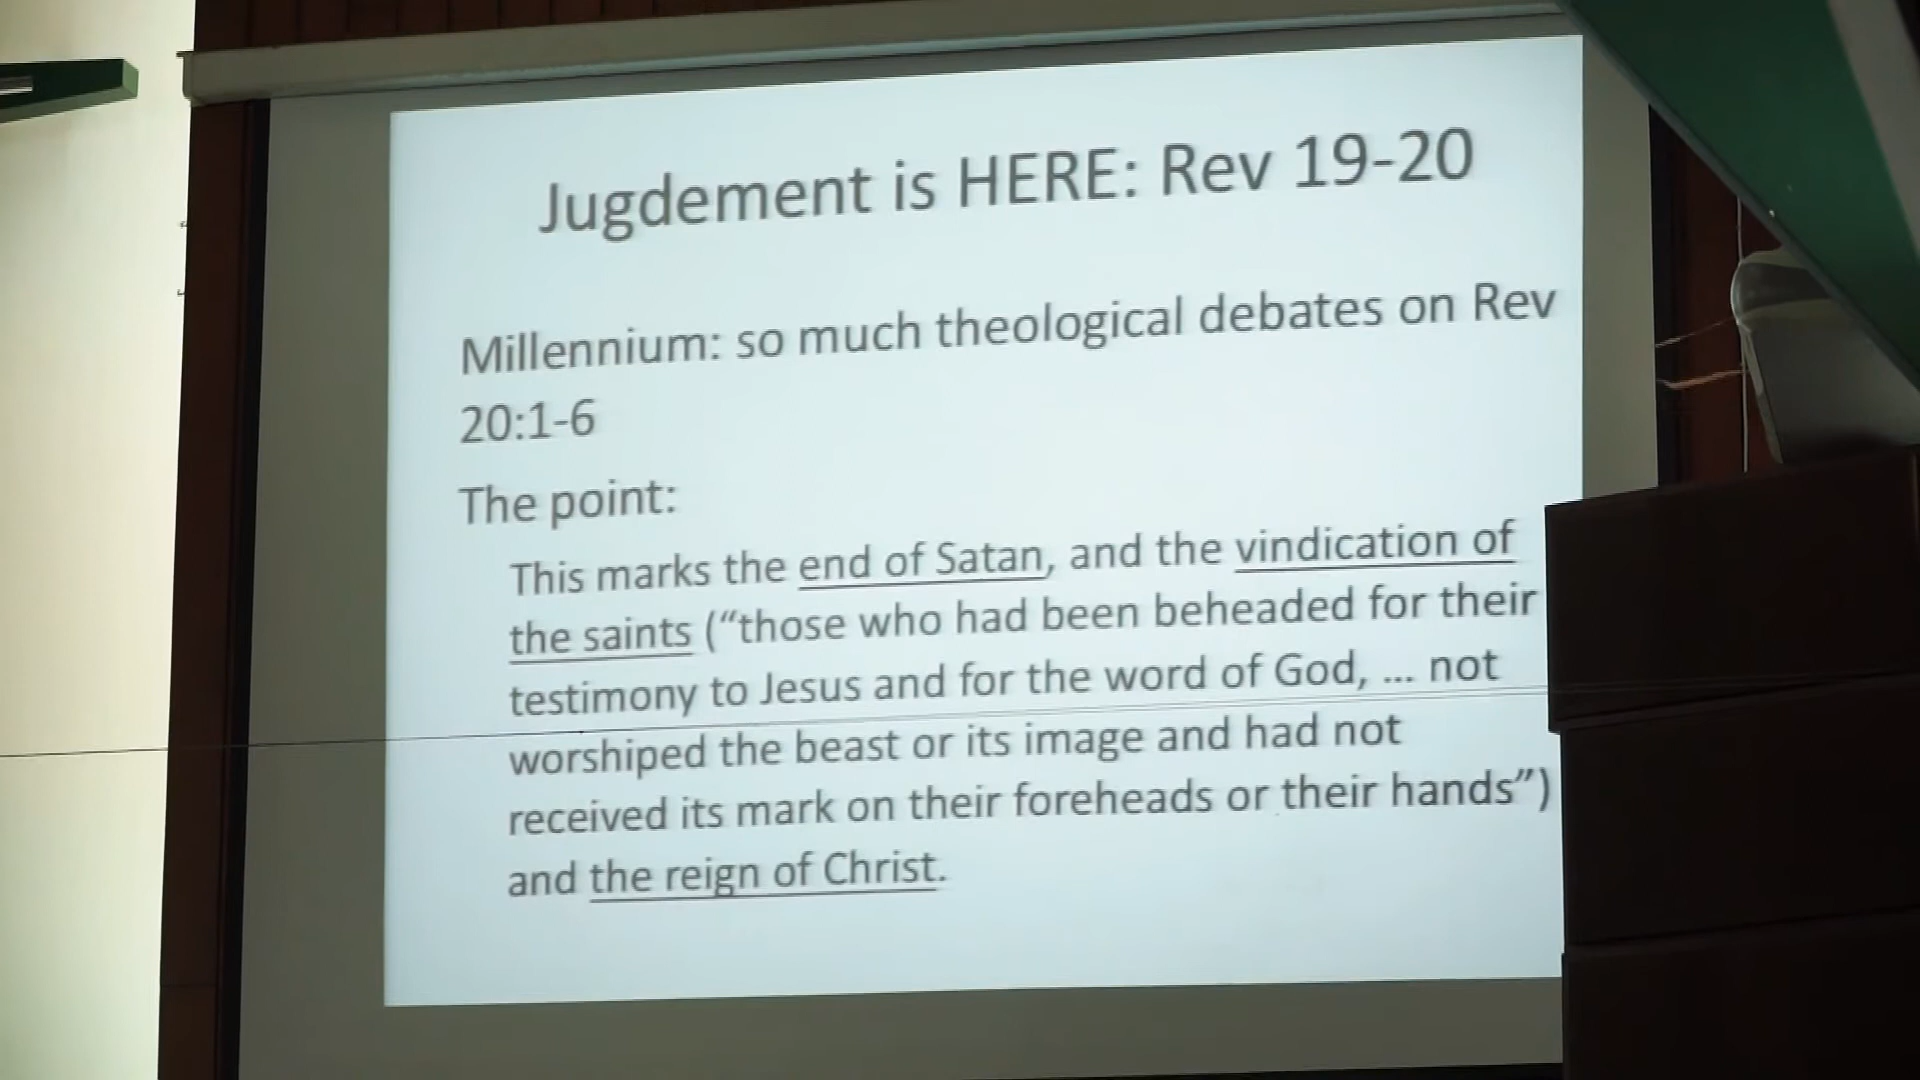 Jugdement is HERE: Rev 19-20
Millennium: so much theological debates on Rev
20:1-6
The point:
This marks the end of Satan, and the vindication of
the saints (“those who had been beheaded for their
testimony to Jesus and for the word of God, ... not
worshiped the beast or its image and had not
received its mark on their foreheads or their hands”)
and the reign of Christ.